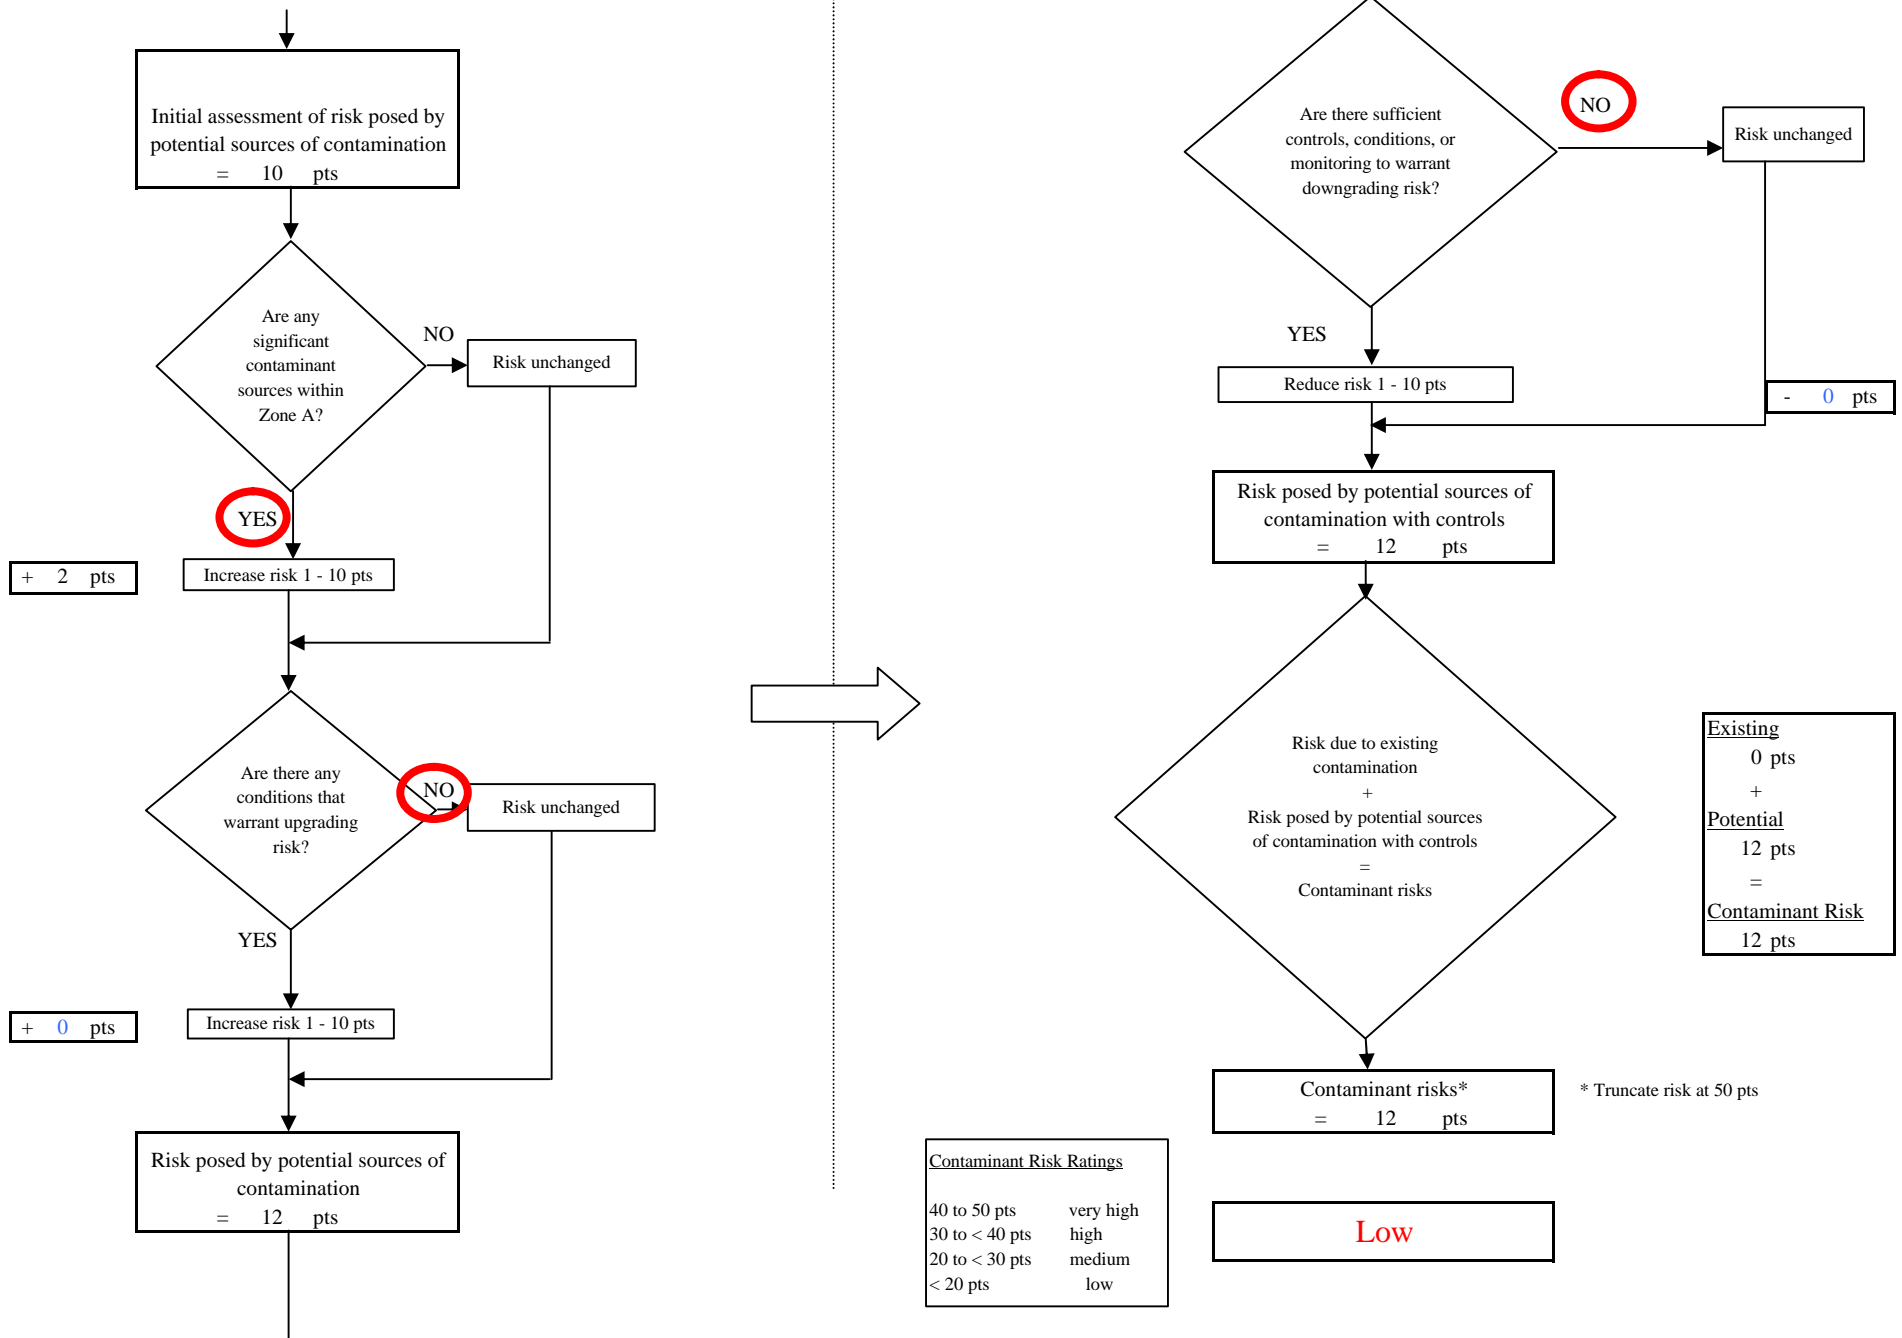 Initial assessment of risk posed by
potential sources of contamination
= 10 pts
Are any
significant
contaminant
sources within
Zone A?
NO
Risk unchanged
YES
+ 2 pts
Increase risk 1 - 10 pts
Are there any
conditions that
warrant upgrading
risk?
NO
Risk unchanged
YES
+ 0 pts
Increase risk 1 - 10 pts
Risk posed by potential sources of
contamination
= 12 pts
Are there sufficient
controls, conditions, or
monitoring to warrant
downgrading risk?
NO
Risk unchanged
YES
Reduce risk 1 - 10 pts
- 0 pts
Risk posed by potential sources of
contamination with controls
= 12 pts
Risk due to existing
contamination
+
Risk posed by potential sources
of contamination with controls
=
Contaminant risks
Existing
0 pts
+
Potential
12 pts
=
Contaminant Risk
12 pts
Contaminant risks*
= 12 pts
* Truncate risk at 50 pts
Contaminant Risk Ratings
40 to 50 pts very high
30 to < 40 pts high
20 to < 30 pts medium
< 20 pts low
Low